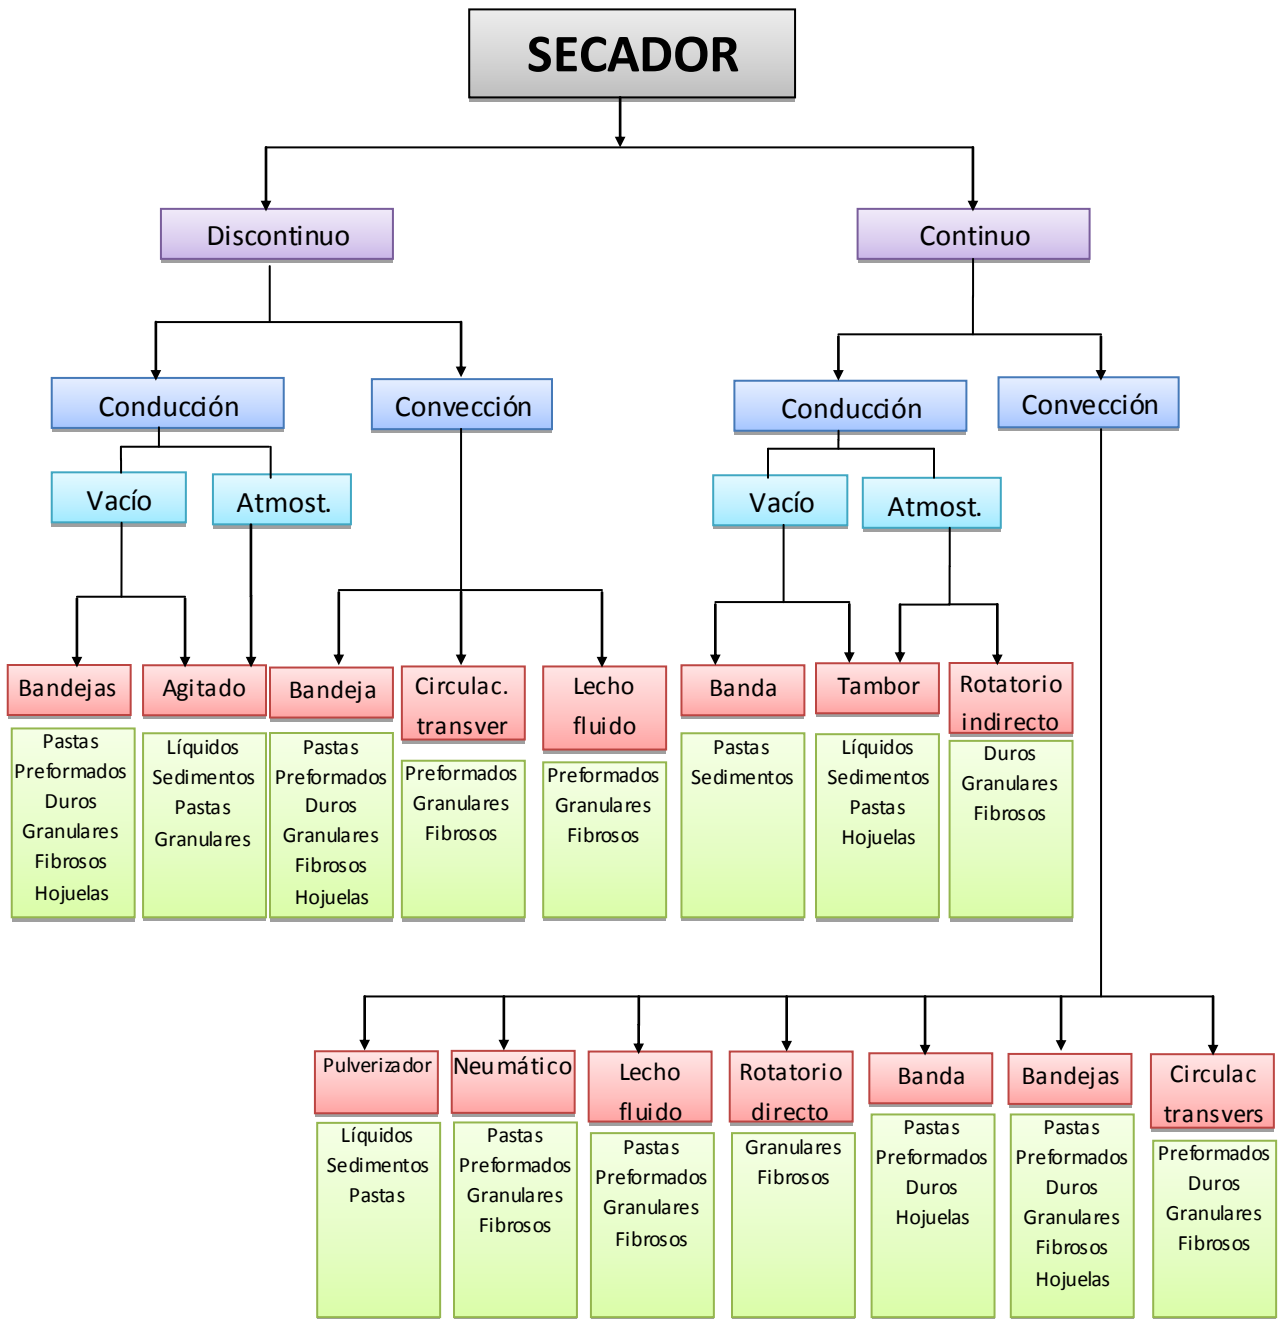 SECADOR
Discontinuo
Continuo
Conducción
Convección
Conducción
Convección
Vacío
Atmost.
Vacío
Atmost.
Bandejas
Pastas
Preformados
Duros
Granulares
Fibrosos
Hojuelas
Agitado
Líquidos
Sedimentos
Pastas
Granulares
Bandeja
Pastas
Preformados
Duros
Granulares
Fibrosos
Hojuelas
Circulac.
transver
Preformados
Granulares
Fibrosos
Lecho
fluido
Preformados
Granulares
Fibrosos
Banda
Pastas
Sedimentos
Tambor
Líquidos
Sedimentos
Pastas
Hojuelas
Rotatorio
indirecto
Duros
Granulares
Fibrosos
Pulverizador
Líquidos
Sedimentos
Pastas
Neumático
Pastas
Preformados
Granulares
Fibrosos
Lecho
fluido
Pastas
Preformados
Granulares
Fibrosos
Rotatorio
directo
Granulares
Fibrosos
Banda
Pastas
Preformados
Duros
Hojuelas
Bandejas
Pastas
Preformados
Duros
Granulares
Fibrosos
Hojuelas
Circulac
transvers
Preformados
Duros
Granulares
Fibrosos